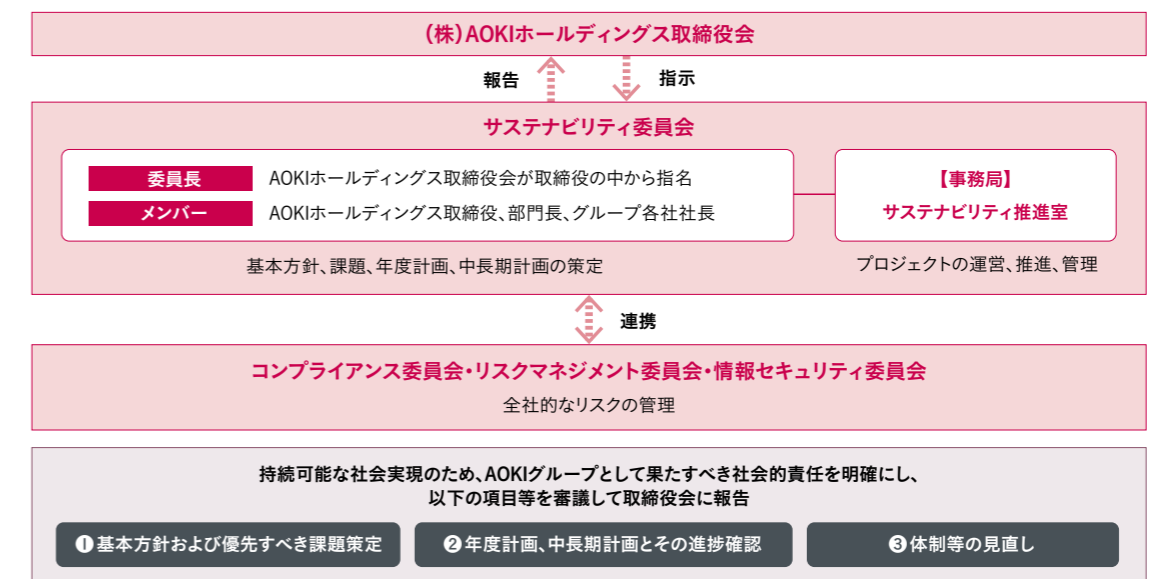 (株)AOKIホールディングス取締役会
報告
指示
サステナビリティ委員会
委員長
AOKIホールディングス取締役会が取締役の中から指名
メンバー
AOKIホールディングス取締役、部門長、グループ各社社長
【事務局】
サステナビリティ推進室
基本方針、課題、年度計画、中長期計画の策定
プロジェクトの運営、推進、管理
連携
コンプライアンス委員会・リスクマネジメント委員会・情報セキュリティ委員会
全社的なリスクの管理
持続可能な社会実現のため、AOKIグループとして果たすべき社会的責任を明確にし、
以下の項目等を審議して取締役会に報告
❶基本方針および優先すべき課題策定
❷年度計画、中長期計画とその進捗確認
❸体制等の見直し